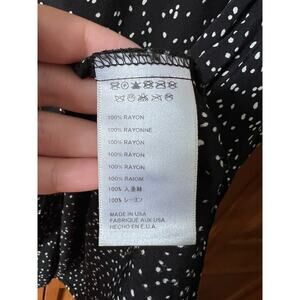 100% RAYON
100% RAYONNE
100% RAYON
100% RAYON
100% RAYON
100% RAIOM
100% 人造絲
100% レーヨン
MADE IN USA
FABRIQUE AUX USA
HECHO EN E.U.A.